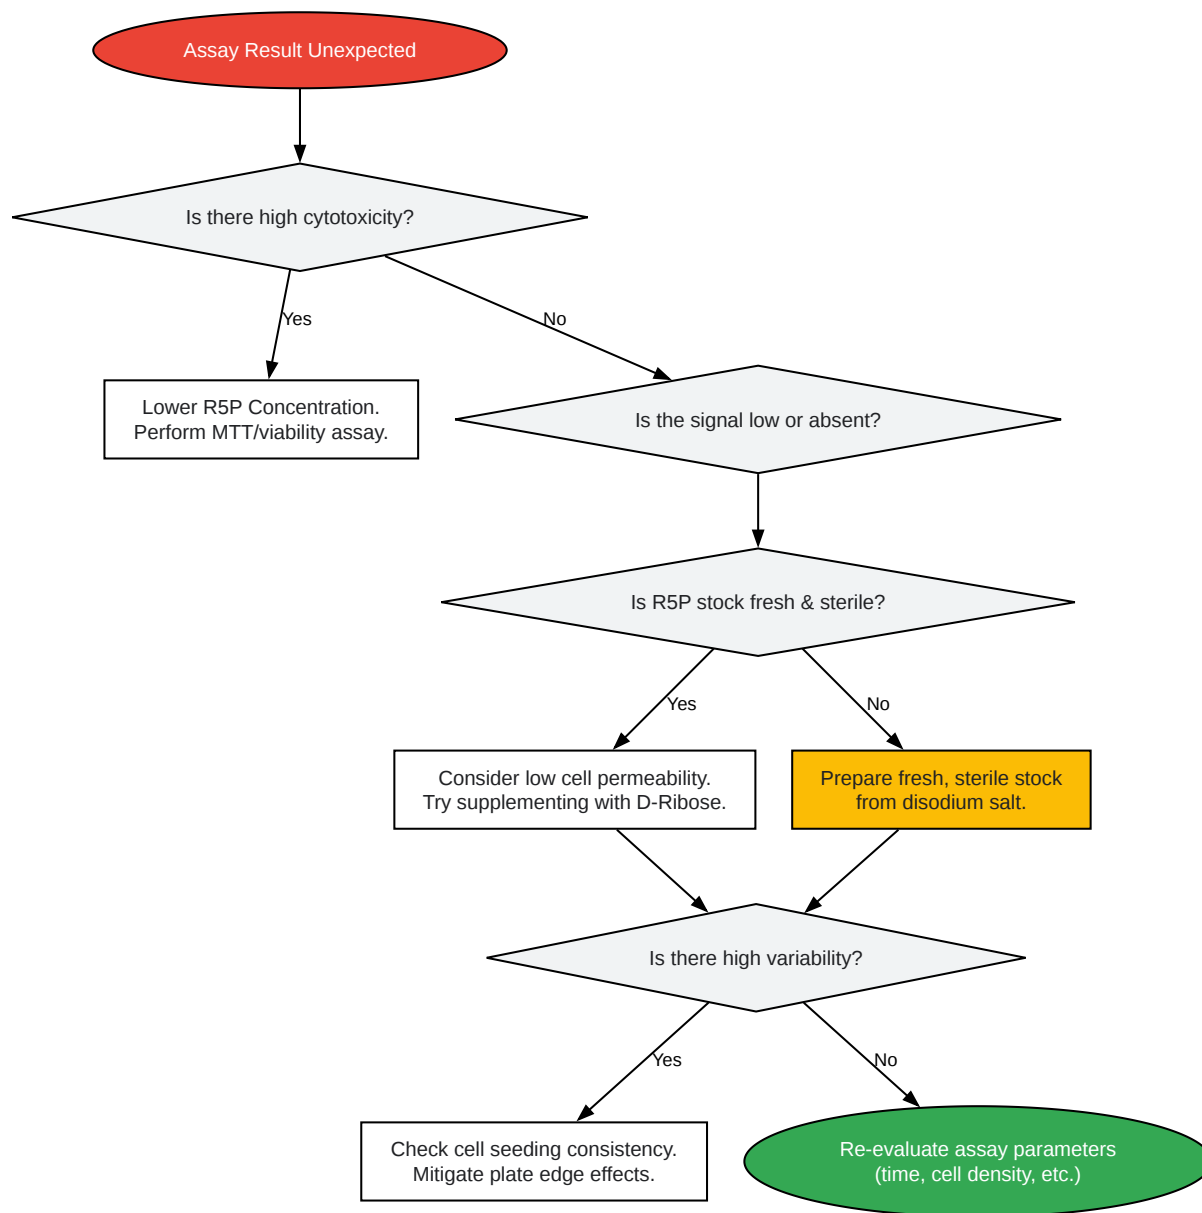 Assay Result Unexpected
Is there high cytotoxicity?
Yes
No
Lower R5P Concentration.
Perform MTT/viability assay.
Is the signal low or absent?
Is R5P stock fresh & sterile?
Yes
No
Consider low cell permeability.
Try supplementing with D-Ribose.
Prepare fresh, sterile stock
from disodium salt.
Is there high variability?
Yes
No
Check cell seeding consistency.
Mitigate plate edge effects.
Re-evaluate assay parameters
(time, cell density, etc.)